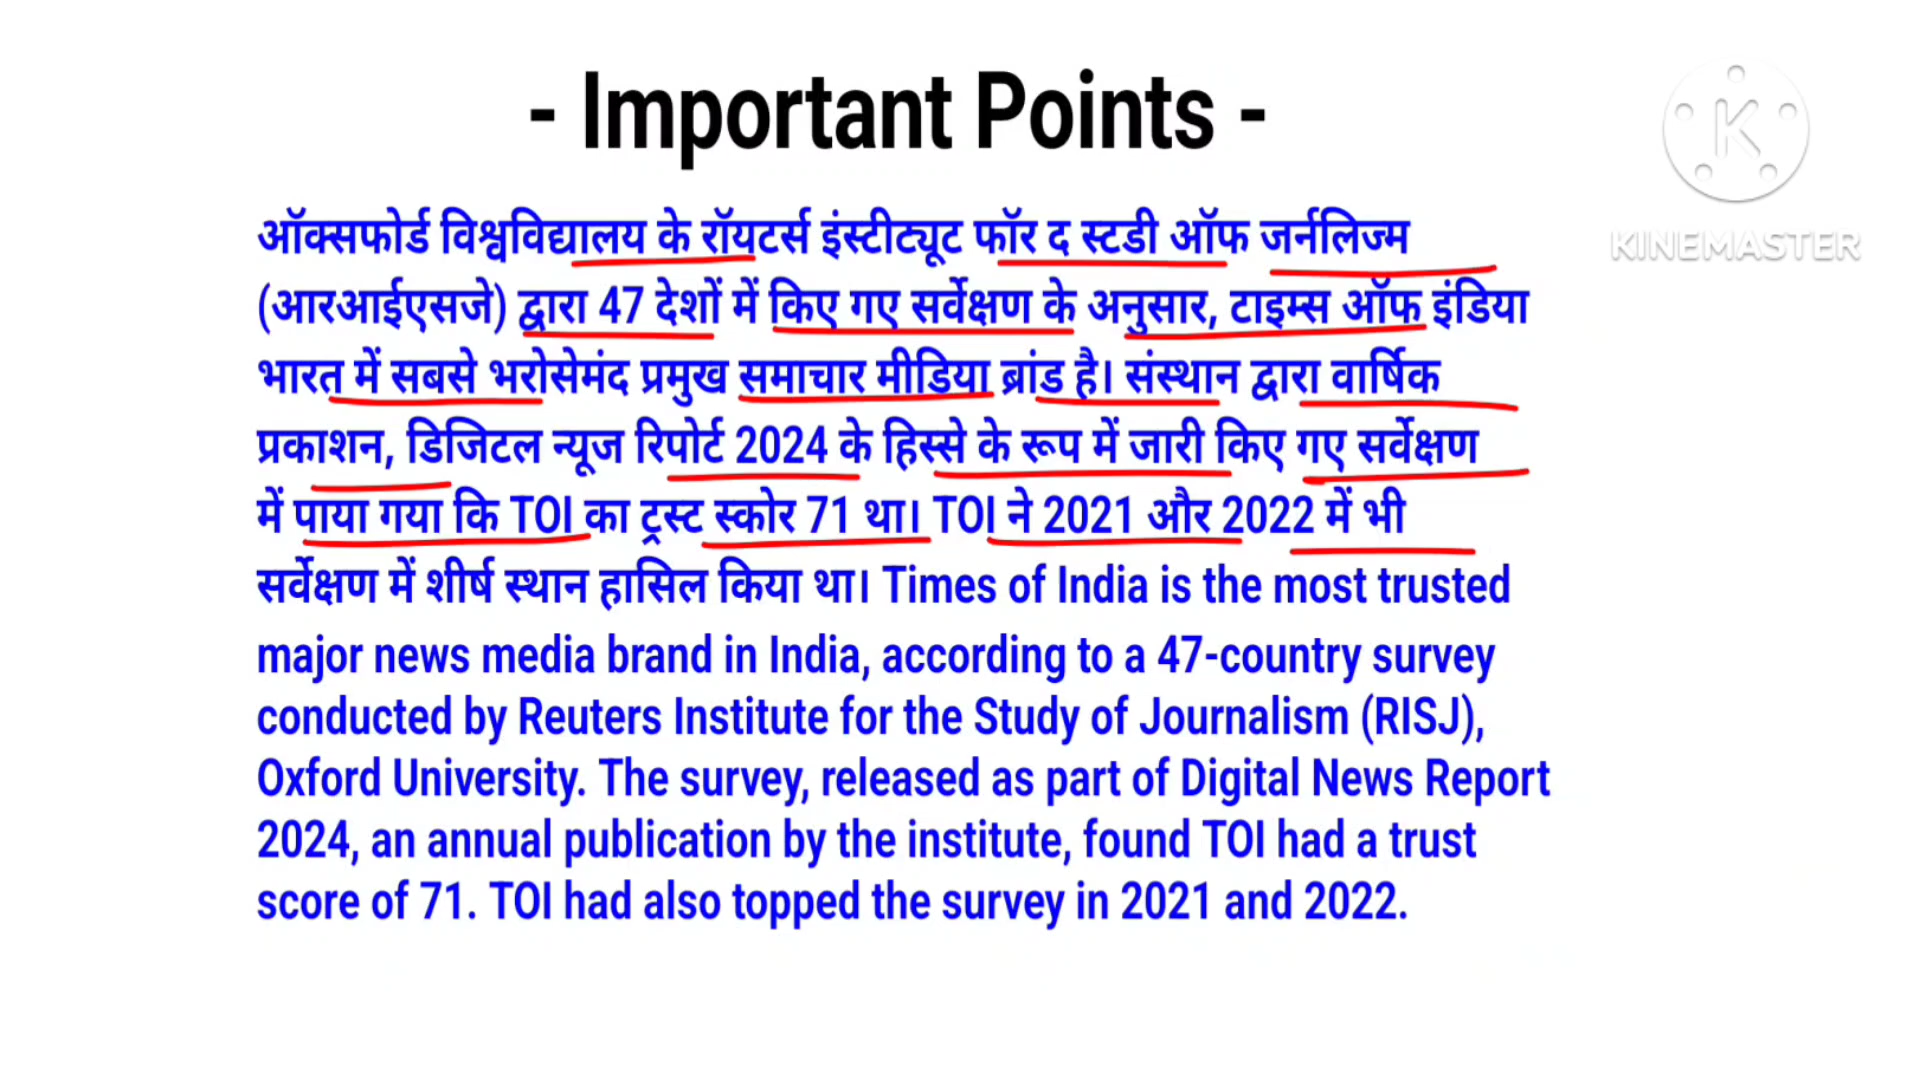 - Important Points -
KINEMASTER
ऑक्सफोर्ड विश्वविद्यालय के रॉयटर्स इंस्टीट्यूट फॉर द स्टडी ऑफ जर्नलिज्म
(आरआईएसजे) द्वारा 47 देशों में किए गए सर्वेक्षण के अनुसार, टाइम्स ऑफ इंडिया
भारत में सबसे भरोसेमंद प्रमुख समाचार मीडिया ब्रांड है। संस्थान द्वारा वार्षिक
प्रकाशन, डिजिटल न्यूज रिपोर्ट 2024 के हिस्से के रूप में जारी किए गए सर्वेक्षण
में पाया गया कि TOI का ट्रस्ट स्कोर 71 था। TOI ने 2021 और 2022 में भी
सर्वेक्षण में शीर्ष स्थान हासिल किया था। Times of India is the most trusted
major news media brand in India, according to a 47-country survey
conducted by Reuters Institute for the Study of Journalism (RISJ),
Oxford University. The survey, released as part of Digital News Report
2024, an annual publication by the institute, found TOI had a trust
score of 71. TOI had also topped the survey in 2021 and 2022.